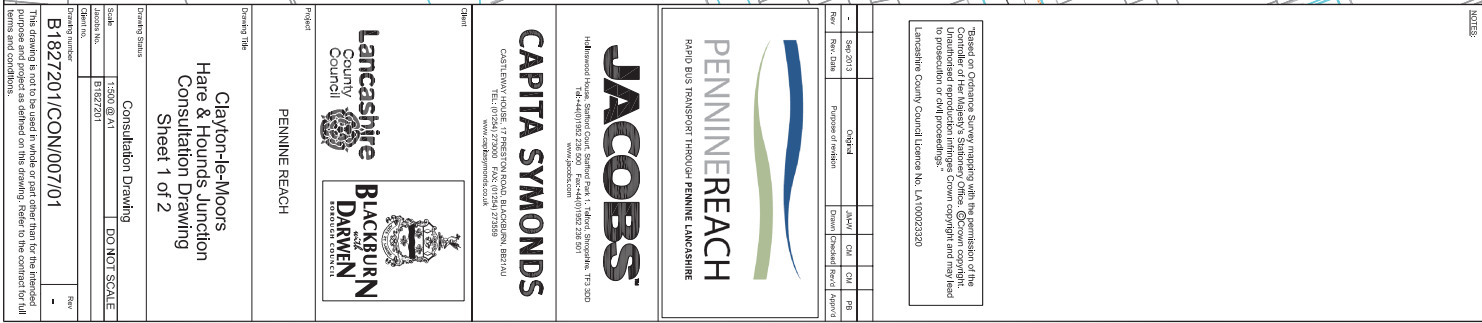 NOTES:
"Based on Ordnance Survey mapping with the permission of the
Controller of Her Majesty's Stationery Office. ©Crown copyright.
Unauthorised reproduction infringes Crown copyright and may lead
to prosecution or civil proceedings."
Lancashire County Council Licence No. LA100023320
- Sep 2013 Original JMHW CM CM PB
Rev Rev. Date Purpose of revision Drawn Checked Rev'd Appr'd
PENNINEREACH
RAPID BUS TRANSPORT THROUGH PENNINE LANCASHIRE
JACOBS™
Hollinswood House, Stafford Court, Stafford Park 1, Telford, Shropshire, TF3 3DD
Tel:+44(0)1952 236 500 Fax:+44(0)1952 236 501
www.jacobs.com
CAPITA SYMONDS
CASTLEWAY HOUSE, 17 PRESTON ROAD, BLACKBURN, BB21AU
TEL: (01254) 273000 FAX: (01254) 273559
www.capitasymonds.co.uk
Client
Lancashire
County
Council
BLACKBURN
with
DARWEN
BOROUGH COUNCIL
Project
PENNINE REACH
Drawing Title
Clayton-le-Moors
Hare & Hounds Junction
Consultation Drawing
Sheet 1 of 2
Drawing Status
Consultation Drawing
Scale 1:500 @ A1 DO NOT SCALE
Jacobs No. B1827201
Client no.
Drawing number Rev
B1827201/CON/007/01 -
This drawing is not to be used in whole or part other than for the intended
purpose and project as defined on this drawing. Refer to the contract for full
terms and conditions.